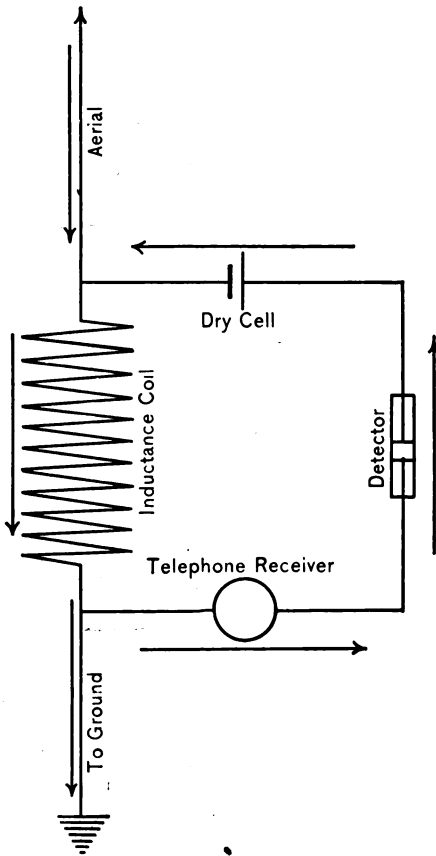 Aerial
Dry Cell
Inductance Coil
Detector
Telephone Receiver
To Ground